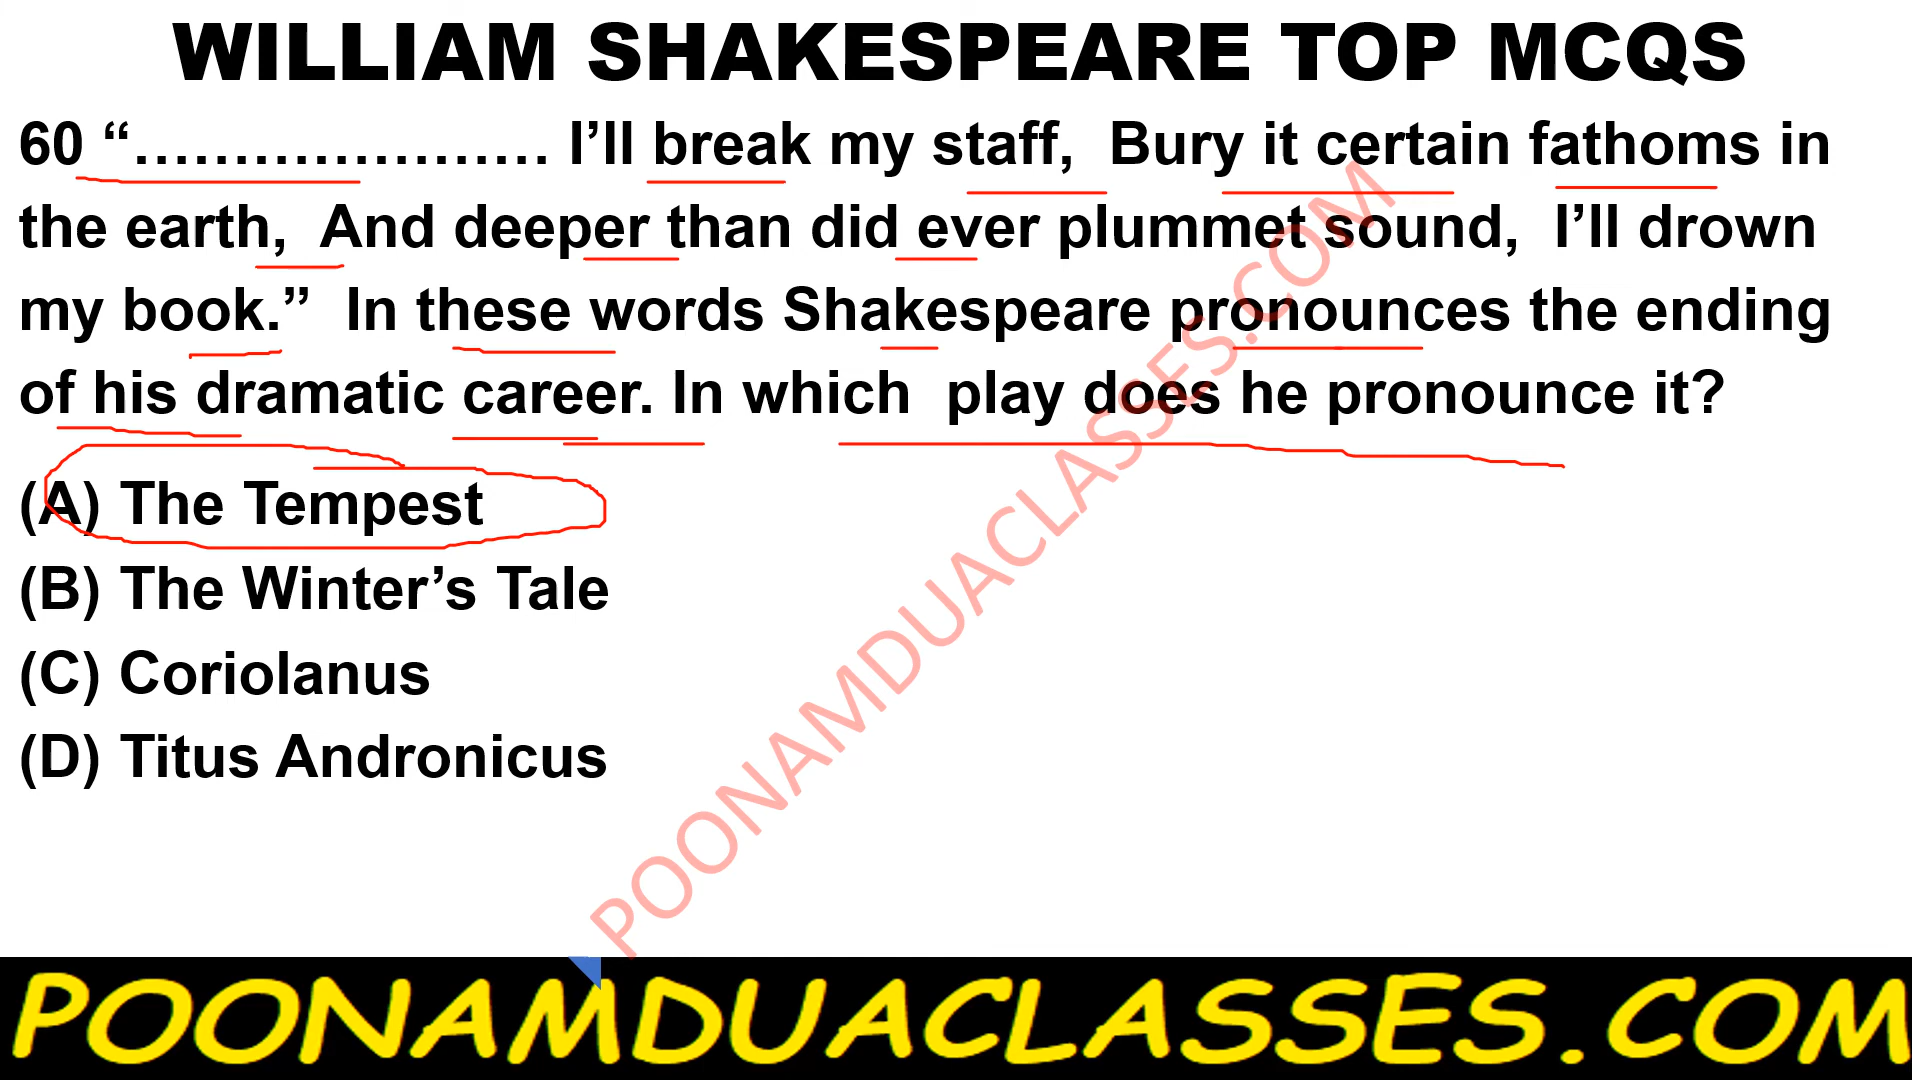 WILLIAM SHAKESPEARE TOP MCQS
60 “………………… I’ll break my staff, Bury it certain fathoms in
the earth, And deeper than did ever plummet sound, I’ll drown
my book.” In these words Shakespeare pronounces the ending
of his dramatic career. In which play does he pronounce it?
(A) The Tempest
(B) The Winter’s Tale
(C) Coriolanus
(D) Titus Andronicus
POONAMDUACLASSES.COM
POONAMDUACLASSES.COM